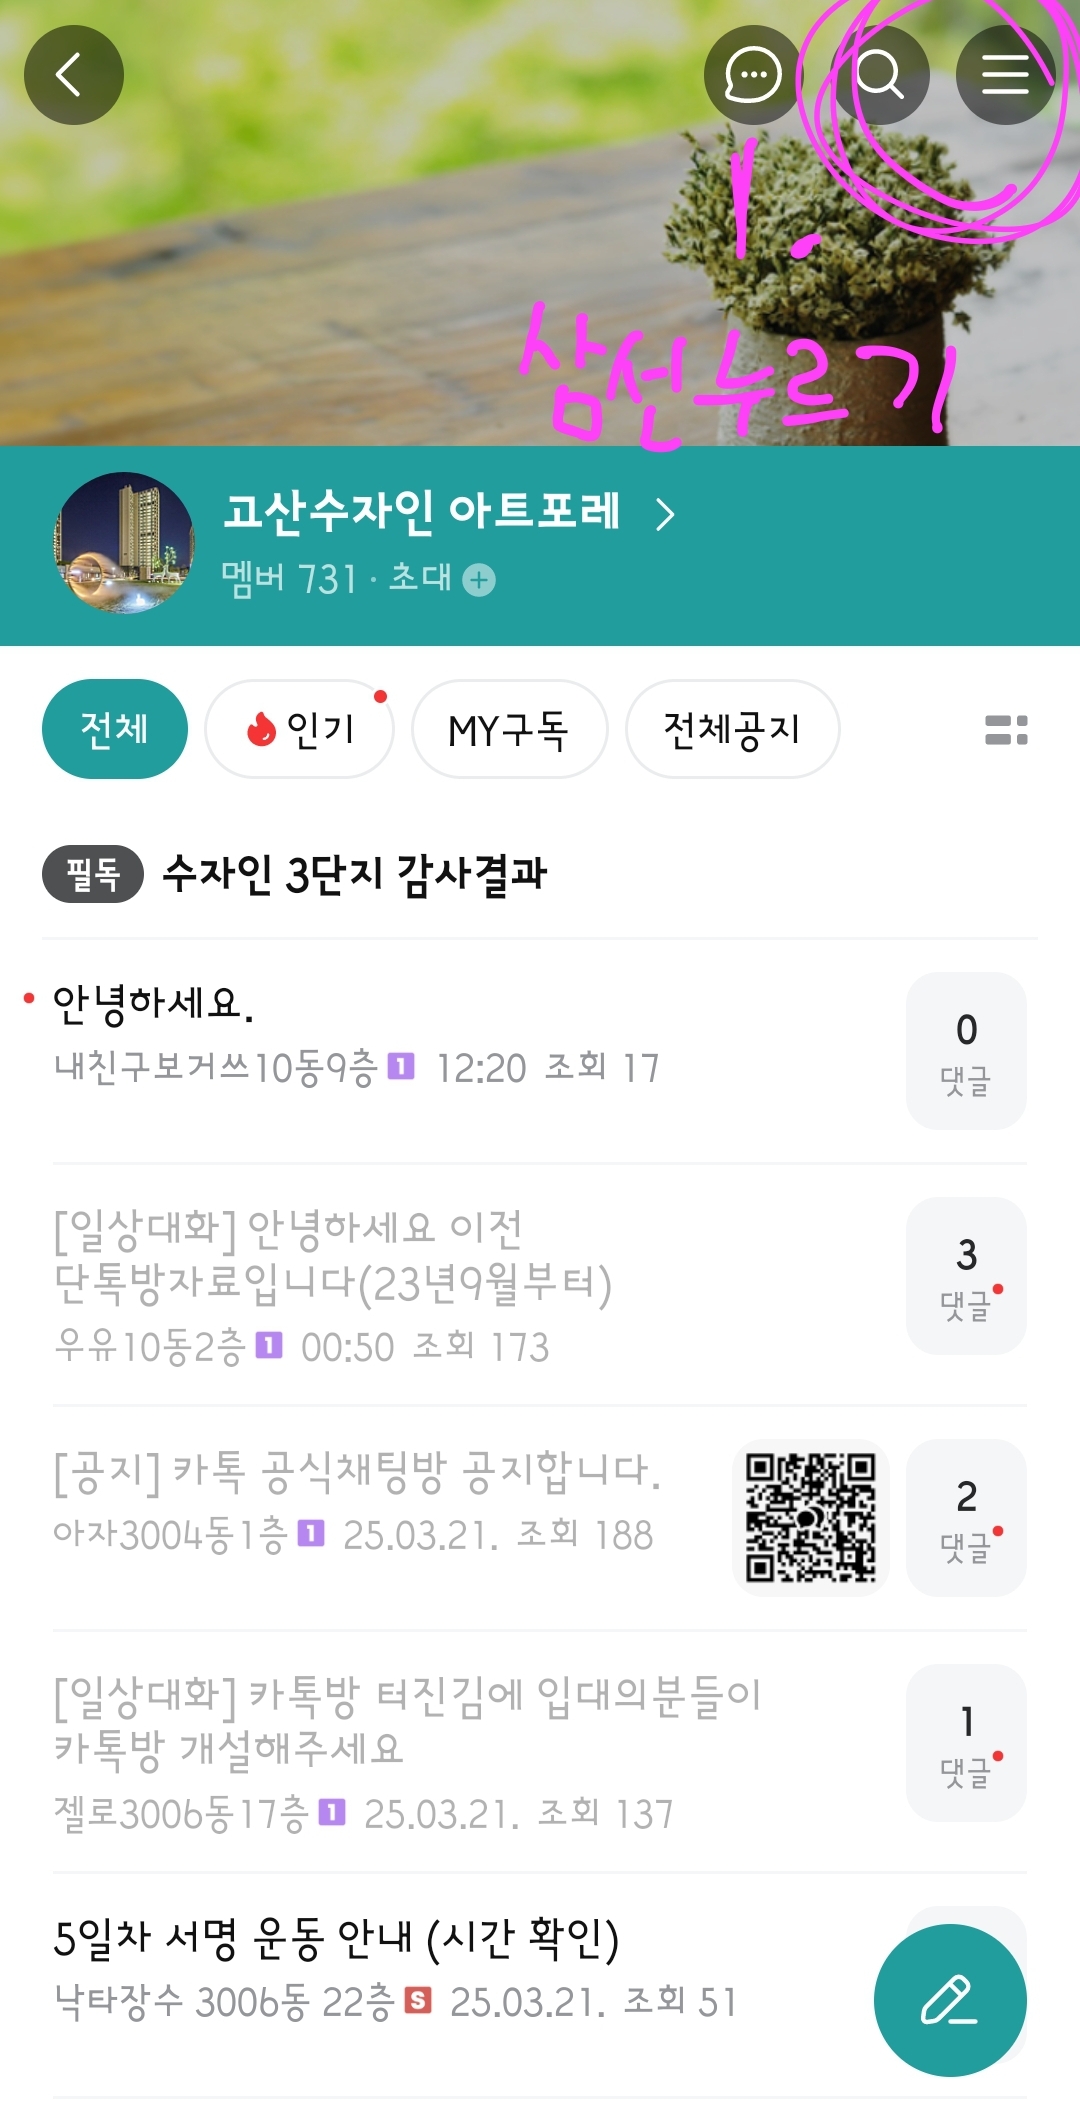 1.
삼선누르기
고산수자인 아트포레
멤버 731 · 초대
전체
인기
MY구독
전체공지
필독 수자인 3단지 감사결과
안녕하세요.
내친구보거쓰10동9층 1 12:20 조회 17
0
댓글
[일상대화] 안녕하세요 이전
단톡방자료입니다(23년9월부터)
우유10동2층 1 00:50 조회 173
3
댓글
[공지] 카톡 공식채팅방 공지합니다.
아자3004동1층 1 25.03.21. 조회 188
2
댓글
[일상대화] 카톡방 터진김에 입대의분들이
카톡방 개설해주세요
젤로3006동17층 1 25.03.21. 조회 137
1
댓글
5일차 서명 운동 안내 (시간 확인)
낙타장수 3006동 22층 S 25.03.21. 조회 51